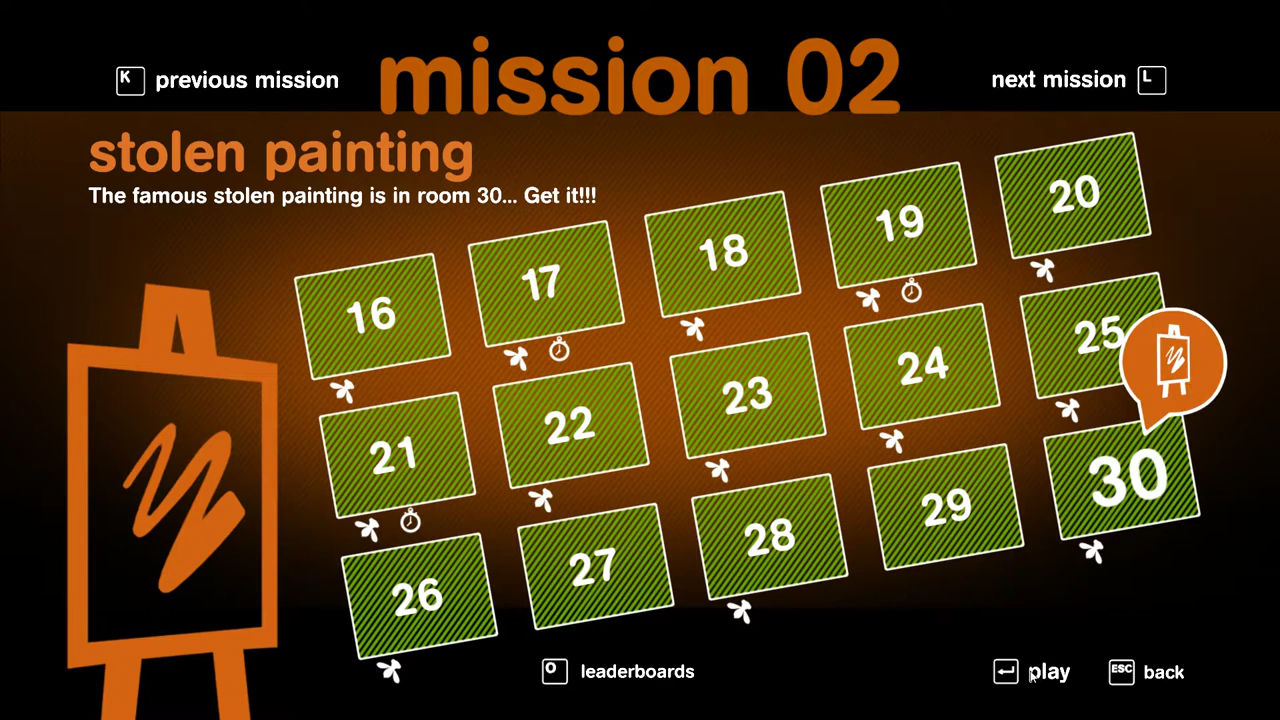 mission 02
K previous mission
next mission L
stolen painting
The famous stolen painting is in room 30... Get it!!!
16 17 18 19 20
21 22 23 24 25
26 27 28 29 30
O leaderboards
play
ESC back